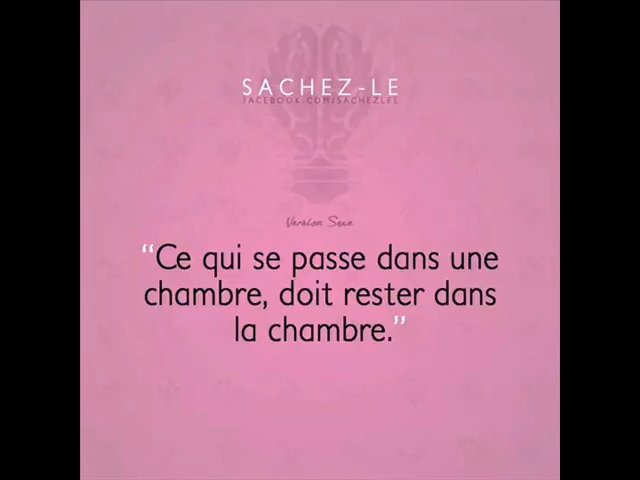 SACHEZ-LE
FACEBOOK.COM/SACHEZLEE
Version Sexe
“Ce qui se passe dans une
chambre, doit rester dans
la chambre.”